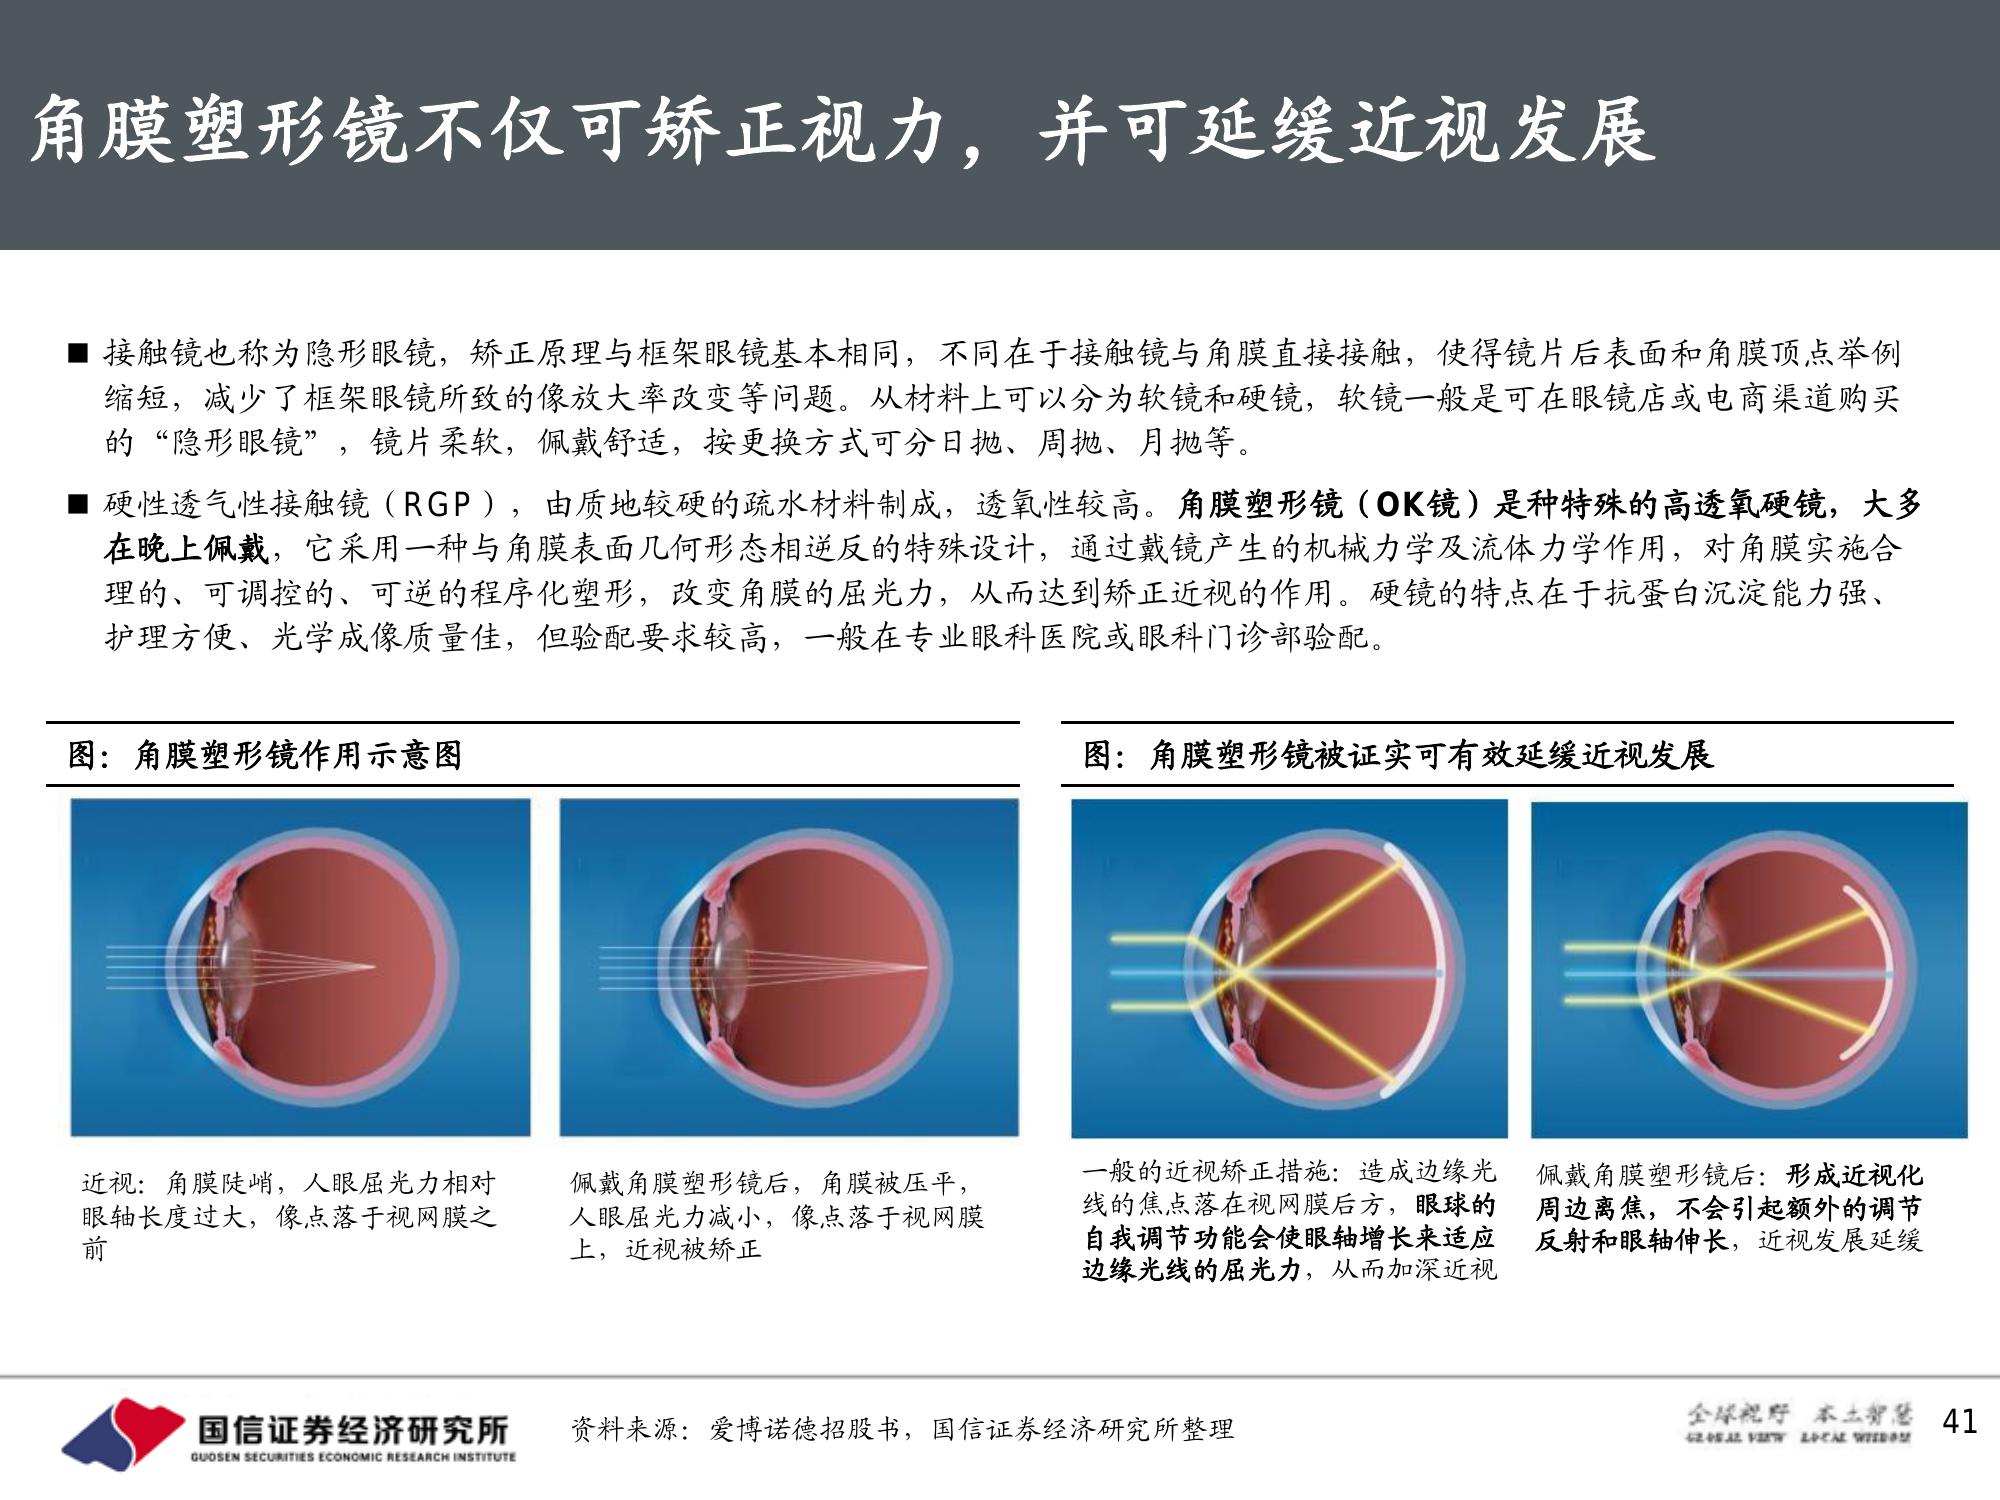 角膜塑形镜不仅可矫正视力，并可延缓近视发展
■ 接触镜也称为隐形眼镜，矫正原理与框架眼镜基本相同，不同在于接触镜与角膜直接接触，使得镜片后表面和角膜顶点举例
缩短，减少了框架眼镜所致的像放大率改变等问题。从材料上可以分为软镜和硬镜，软镜一般是可在眼镜店或电商渠道购买
的“隐形眼镜”，镜片柔软，佩戴舒适，按更换方式可分日抛、周抛、月抛等。
■ 硬性透气性接触镜（RGP），由质地较硬的疏水材料制成，透氧性较高。角膜塑形镜（OK镜）是种特殊的高透氧硬镜，大多
在晚上佩戴，它采用一种与角膜表面几何形态相逆反的特殊设计，通过戴镜产生的机械力学及流体力学作用，对角膜实施合
理的、可调控的、可逆的程序化塑形，改变角膜的屈光力，从而达到矫正近视的作用。硬镜的特点在于抗蛋白沉淀能力强、
护理方便、光学成像质量佳，但验配要求较高，一般在专业眼科医院或眼科门诊部验配。
图：角膜塑形镜作用示意图
近视：角膜陡峭，人眼屈光力相对
眼轴长度过大，像点落于视网膜之
前
佩戴角膜塑形镜后，角膜被压平，
人眼屈光力减小，像点落于视网膜
上，近视被矫正
图：角膜塑形镜被证实可有效延缓近视发展
一般的近视矫正措施：造成边缘光
线的焦点落在视网膜后方，眼球的
自我调节功能会使眼轴增长来适应
边缘光线的屈光力，从而加深近视
佩戴角膜塑形镜后：形成近视化
周边离焦，不会引起额外的调节
反射和眼轴伸长，近视发展延缓
国信证券经济研究所
GUOSEN SECURITIES ECONOMIC RESEARCH INSTITUTE
资料来源：爱博诺德招股书，国信证券经济研究所整理
全球视野 本土智慧
GLOBAL VIEW LOCAL WISDOM
41